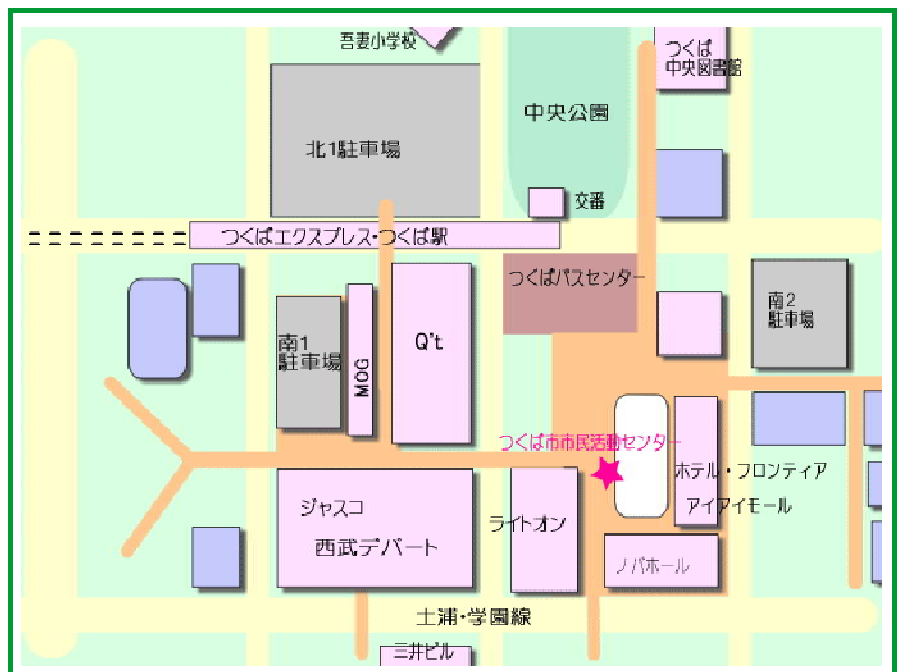 吾妻小学校
つくば
中央図書館
中央公園
北1駐車場
交番
つくばエクスプレス・つくば駅
つくばバスセンター
南2
駐車場
南1
駐車場
MOG
Q't
つくば市市民活動センター
ホテル・フロンティア
アイアイモール
ジャスコ
西武デパート
ライトオン
ノバホール
土浦・学園線
三井ビル